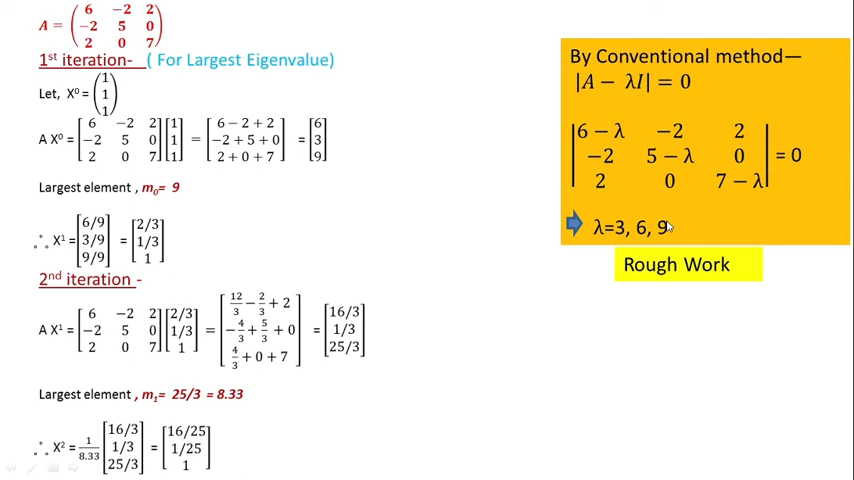 A = ( 6 −2 2
−2 5 0
2 0 7 )
1st iteration- ( For Largest Eigenvalue)
Let, X⁰ = ( 1
1
1 )
A X⁰ = [ 6 −2 2 ] [ 1 ] = [ 6 − 2 + 2 ] = [ 6 ]
[ −2 5 0 ] [ 1 ] [ −2 + 5 + 0 ] [ 3 ]
[ 2 0 7 ] [ 1 ] [ 2 + 0 + 7 ] [ 9 ]
Largest element , m₀= 9
∴ X¹ = [ 6/9 ] = [ 2/3 ]
[ 3/9 ] [ 1/3 ]
[ 9/9 ] [ 1 ]
2nd iteration -
A X¹ = [ 6 −2 2 ] [ 2/3 ] = [ 12/3 − 2/3 + 2 ] = [ 16/3 ]
[ −2 5 0 ] [ 1/3 ] [ −4/3 + 5/3 + 0 ] [ 1/3 ]
[ 2 0 7 ] [ 1 ] [ 4/3 + 0 + 7 ] [ 25/3 ]
Largest element , m₁= 25/3 = 8.33
∴ X² = 1/8.33 [ 16/3 ] = [ 16/25 ]
[ 1/3 ] [ 1/25 ]
[ 25/3 ] [ 1 ]
By Conventional method—
|A − λI| = 0
| 6 − λ −2 2 |
| −2 5 − λ 0 | = 0
| 2 0 7 − λ |
λ=3, 6, 9
Rough Work